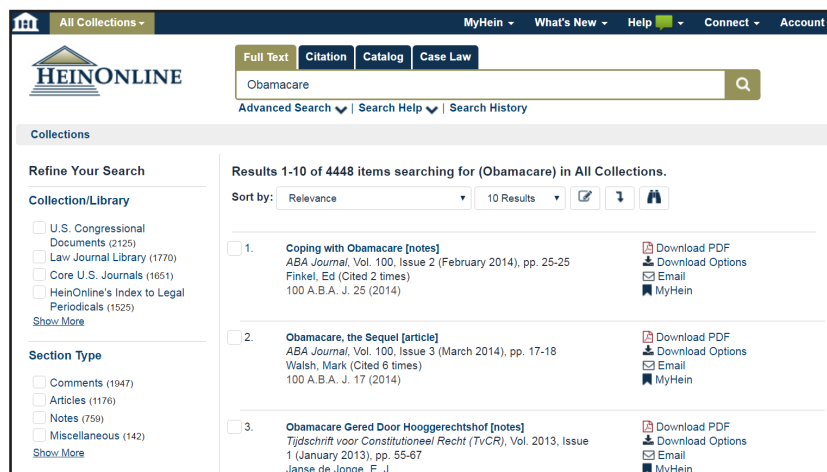 All Collections
MyHein
What's New
Help
Connect
Account
HEINONLINE
Full Text
Citation
Catalog
Case Law
Obamacare
Advanced Search | Search Help | Search History
Collections
Refine Your Search
Collection/Library
U.S. Congressional
Documents (2125)
Law Journal Library (1770)
Core U.S. Journals (1651)
HeinOnline's Index to Legal
Periodicals (1525)
Show More
Section Type
Comments (1947)
Articles (1176)
Notes (759)
Miscellaneous (142)
Show More
Results 1-10 of 4448 items searching for (Obamacare) in All Collections.
Sort by:
Relevance
10 Results
1.
Coping with Obamacare [notes]
ABA Journal, Vol. 100, Issue 2 (February 2014), pp. 25-25
Finkel, Ed (Cited 2 times)
100 A.B.A. J. 25 (2014)
Download PDF
Download Options
Email
MyHein
2.
Obamacare, the Sequel [article]
ABA Journal, Vol. 100, Issue 3 (March 2014), pp. 17-18
Walsh, Mark (Cited 6 times)
100 A.B.A. J. 17 (2014)
Download PDF
Download Options
Email
MyHein
3.
Obamacare Gered Door Hooggerechtshof [notes]
Tijdschrift voor Constitutioneel Recht (TvCR), Vol. 2013, Issue
1 (January 2013), pp. 55-67
Janse de Jonge, E. J.
Download PDF
Download Options
Email
MyHein